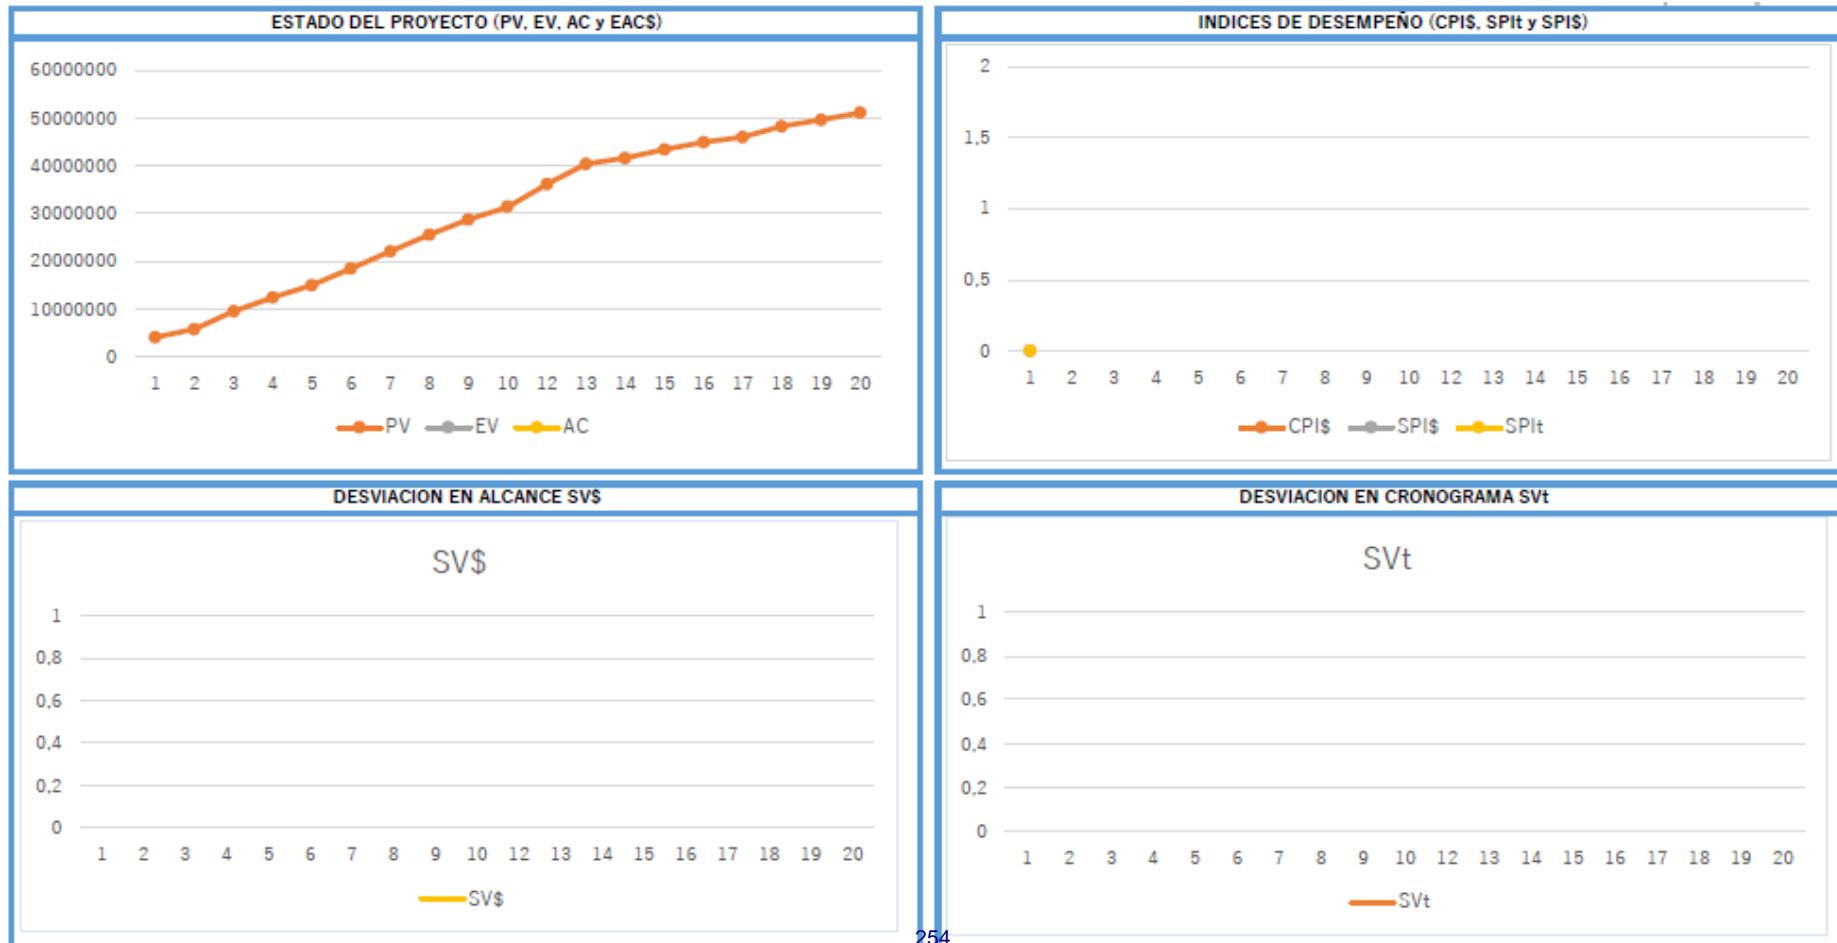 ESTADO DEL PROYECTO (PV, EV, AC y EAC$)
60000000
50000000
40000000
30000000
20000000
10000000
0
1 2 3 4 5 6 7 8 9 10 12 13 14 15 16 17 18 19 20
PV EV AC
INDICES DE DESEMPEÑO (CPI$, SPIt y SPI$)
2
1,5
1
0,5
0
1 2 3 4 5 6 7 8 9 10 12 13 14 15 16 17 18 19 20
CPI$ SPI$ SPIt
DESVIACION EN ALCANCE SV$
SV$
1
0,8
0,6
0,4
0,2
0
1 2 3 4 5 6 7 8 9 10 12 13 14 15 16 17 18 19 20
SV$
DESVIACION EN CRONOGRAMA SVt
SVt
1
0,8
0,6
0,4
0,2
0
1 2 3 4 5 6 7 8 9 10 12 13 14 15 16 17 18 19 20
SVt
254